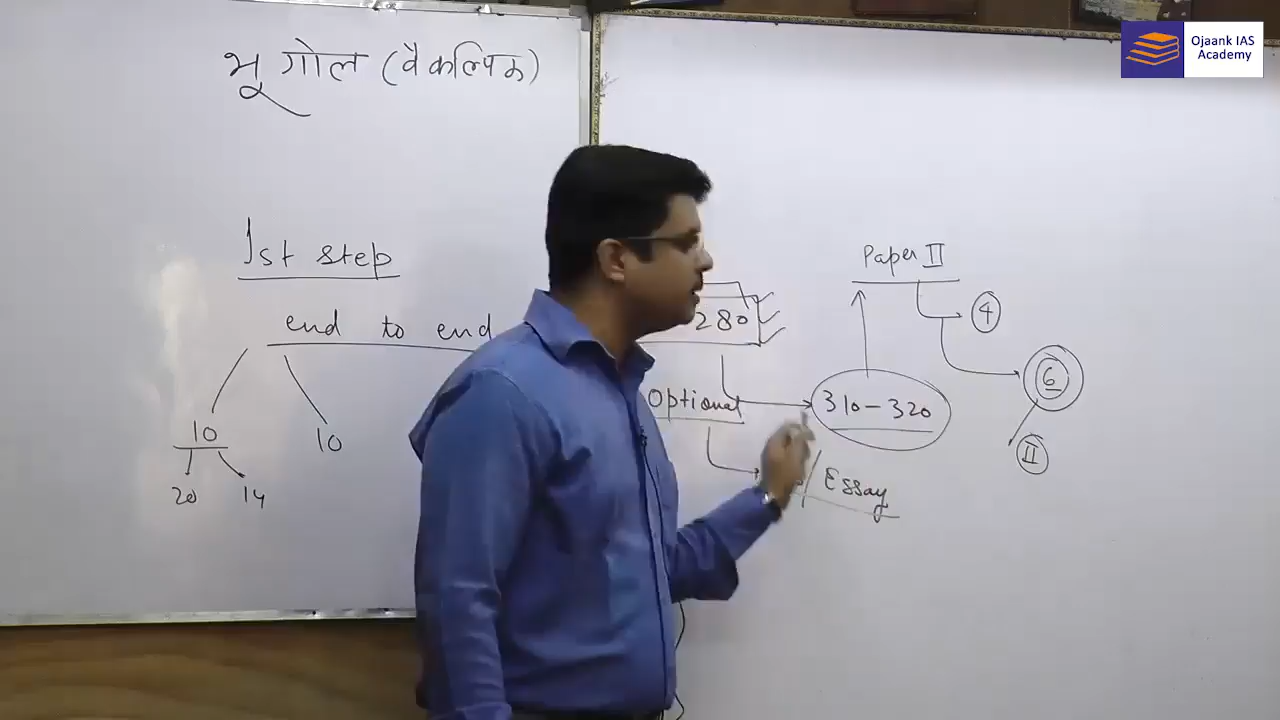 भूगोल (वैकल्पिक)
Ojaank IAS
Academy
1st step
end to end
10
10
20
14
280
Optional
Essay
310-320
Paper II
4
6
II